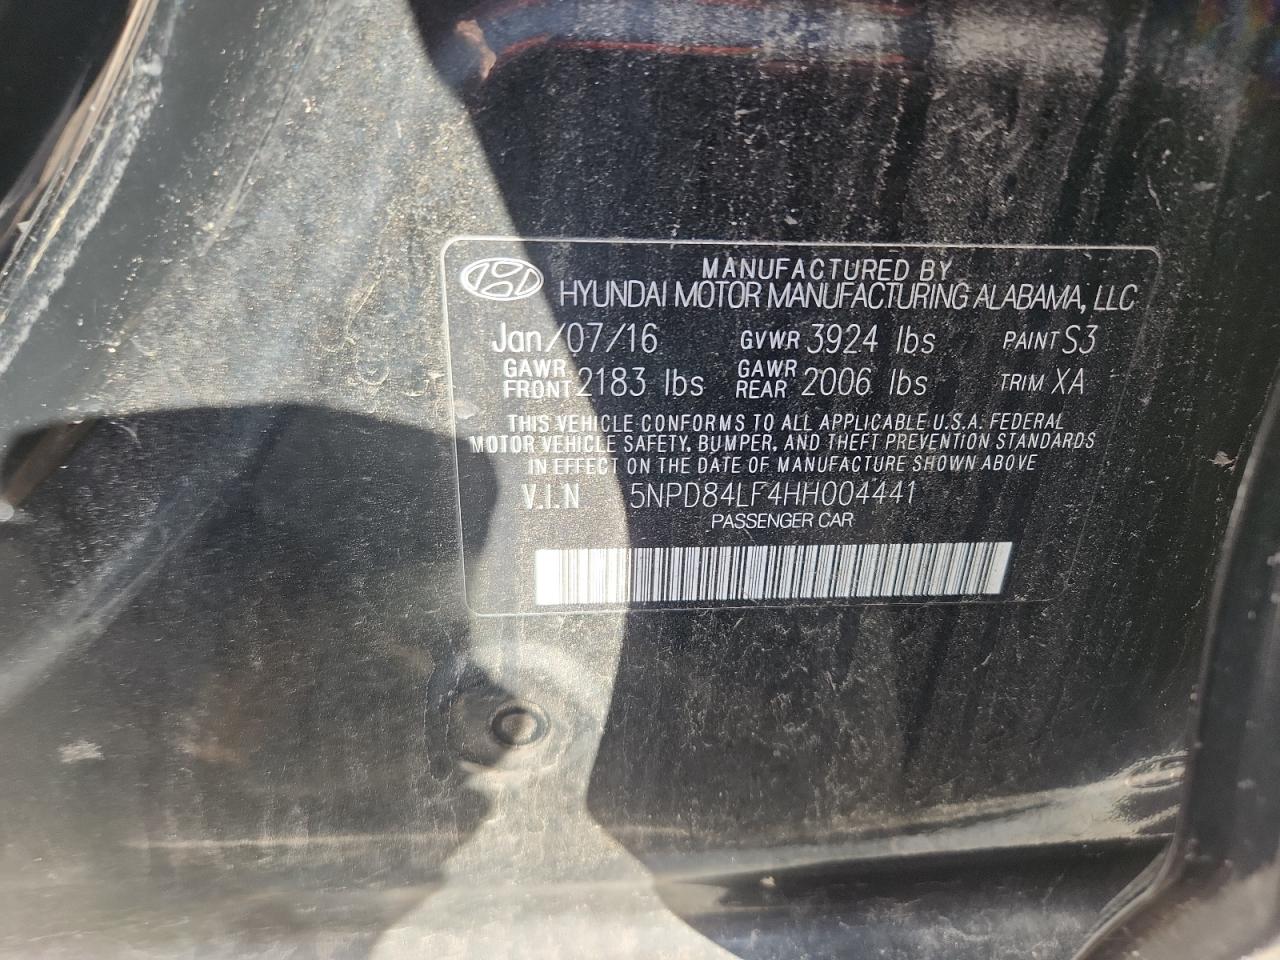 MANUFACTURED BY
HYUNDAI MOTOR MANUFACTURING ALABAMA, LLC
Jan/07/16 GVWR 3924 lbs PAINT S3
GAWR FRONT 2183 lbs GAWR REAR 2006 lbs TRIM XA
THIS VEHICLE CONFORMS TO ALL APPLICABLE U.S.A. FEDERAL
MOTOR VEHICLE SAFETY, BUMPER, AND THEFT PREVENTION STANDARDS
IN EFFECT ON THE DATE OF MANUFACTURE SHOWN ABOVE
V.I.N 5NPD84LF4HH004441
PASSENGER CAR